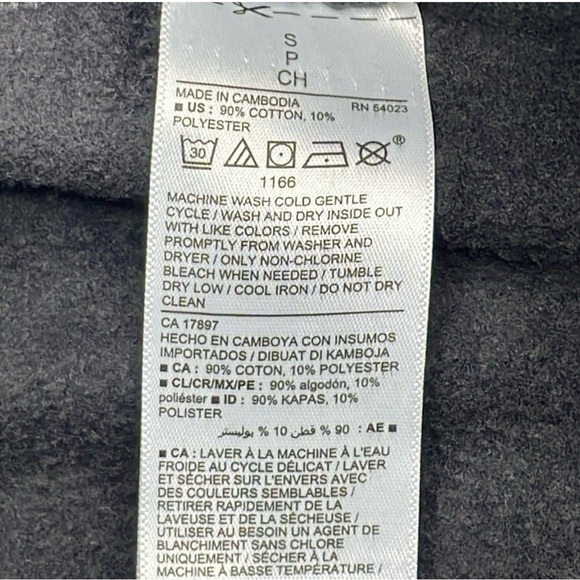 S
P
CH
MADE IN CAMBODIA RN 54023
■ US : 90% COTTON, 10%
POLYESTER
30
®
1166
MACHINE WASH COLD GENTLE
CYCLE / WASH AND DRY INSIDE OUT
WITH LIKE COLORS / REMOVE
PROMPTLY FROM WASHER AND
DRYER / ONLY NON-CHLORINE
BLEACH WHEN NEEDED / TUMBLE
DRY LOW / COOL IRON / DO NOT DRY
CLEAN
CA 17897
HECHO EN CAMBOYA CON INSUMOS
IMPORTADOS / DIBUAT DI KAMBOJA
■ CA : 90% COTON, 10% POLYESTER
■ CL/CR/MX/PE : 90% algodón, 10%
poliéster ■ ID : 90% KAPAS, 10%
POLISTER
■ AE : 90 % قطن 10 % بوليستر
■ CA : LAVER À LA MACHINE À L'EAU
FROIDE AU CYCLE DÉLICAT / LAVER
ET SÉCHER SUR L'ENVERS AVEC
DES COULEURS SEMBLABLES /
RETIRER RAPIDEMENT DE LA
LAVEUSE ET DE LA SÉCHEUSE /
UTILISER AU BESOIN UN AGENT DE
BLANCHIMENT SANS CHLORE
UNIQUEMENT / SÉCHER À LA
MACHINE À BASSE TEMPÉRATURE /